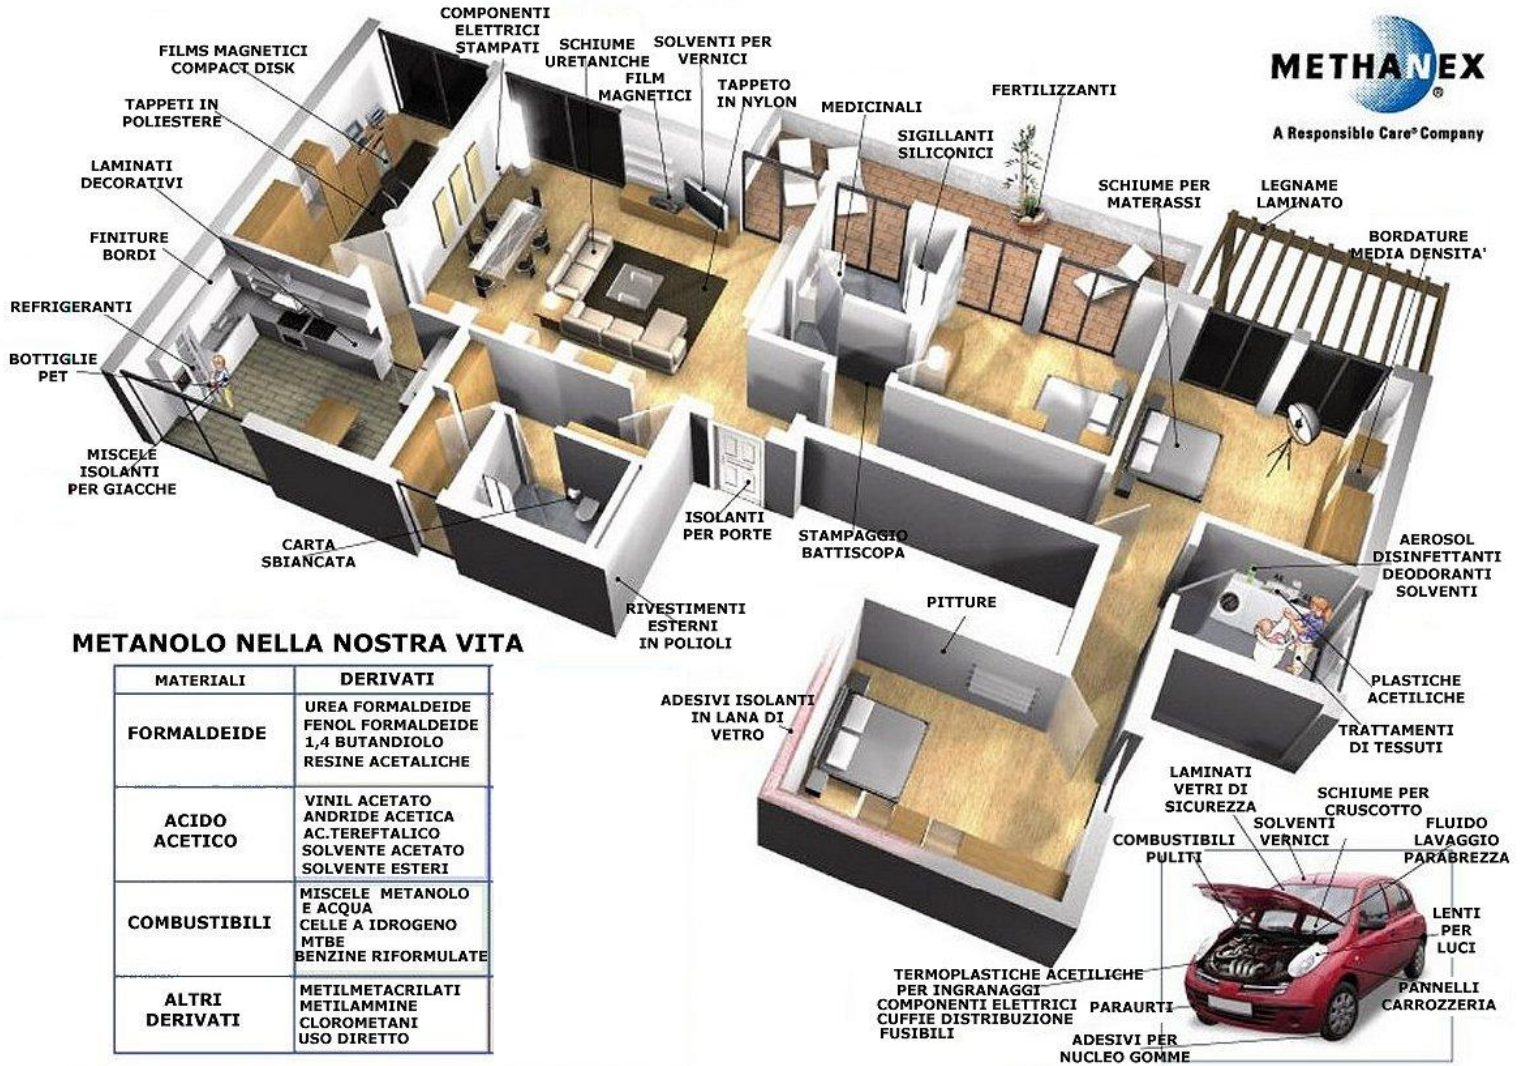 COMPONENTI
ELETTRICI
STAMPATI
FILMS MAGNETICI
COMPACT DISK
SCHIUME
URETANICHE
SOLVENTI PER
VERNICI
FILM
MAGNETICI
TAPPETO
IN NYLON
MEDICINALI
FERTILIZZANTI
METHANEX
®
A Responsible Care® Company
TAPPETI IN
POLIESTERE
SIGILLANTI
SILICONICI
LAMINATI
DECORATIVI
SCHIUME PER
MATERASSI
LEGNAME
LAMINATO
FINITURE
BORDI
BORDATURE
MEDIA DENSITA'
REFRIGERANTI
BOTTIGLIE
PET
MISCELE
ISOLANTI
PER GIACCHE
CARTA
SBIANCATA
ISOLANTI
PER PORTE
STAMPAGGIO
BATTISCOPA
AEROSOL
DISINFETTANTI
DEODORANTI
SOLVENTI
RIVESTIMENTI
ESTERNI
IN POLIOLI
PITTURE
ADESIVI ISOLANTI
IN LANA DI
VETRO
PLASTICHE
ACETILICHE
TRATTAMENTI
DI TESSUTI
METANOLO NELLA NOSTRA VITA
MATERIALI
DERIVATI
FORMALDEIDE
UREA FORMALDEIDE
FENOL FORMALDEIDE
1,4 BUTANDIOLO
RESINE ACETALICHE
ACIDO
ACETICO
VINIL ACETATO
ANDRIDE ACETICA
AC.TEREFTALICO
SOLVENTE ACETATO
SOLVENTE ESTERI
COMBUSTIBILI
MISCELE METANOLO
E ACQUA
CELLE A IDROGENO
MTBE
BENZINE RIFORMULATE
ALTRI
DERIVATI
METILMETACRILATI
METILAMMINE
CLOROMETANI
USO DIRETTO
LAMINATI
VETRI DI
SICUREZZA
SCHIUME PER
CRUSCOTTO
SOLVENTI
VERNICI
FLUIDO
LAVAGGIO
PARABREZZA
COMBUSTIBILI
PULITI
LENTI
PER
LUCI
TERMOPLASTICHE ACETILICHE
PER INGRANAGGI
COMPONENTI ELETTRICI
CUFFIE DISTRIBUZIONE
FUSIBILI
PARAURTI
PANNELLI
CARROZZERIA
ADESIVI PER
NUCLEO GOMME